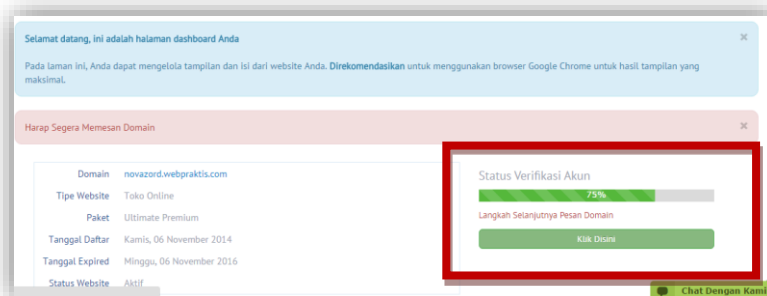 Selamat datang, ini adalah halaman dashboard Anda
Pada laman ini, Anda dapat mengelola tampilan dan isi dari website Anda. Direkomendasikan untuk menggunakan browser Google Chrome untuk hasil tampilan yang
maksimal.
Harap Segera Memesan Domain
Domain novazord.webpraktis.com
Tipe Website Toko Online
Paket Ultimate Premium
Tanggal Daftar Kamis, 06 November 2014
Tanggal Expired Minggu, 06 November 2016
Status Website Aktif
Status Verifikasi Akun
75%
Langkah Selanjutnya Pesan Domain
Klik Disini
Chat Dengan Kami